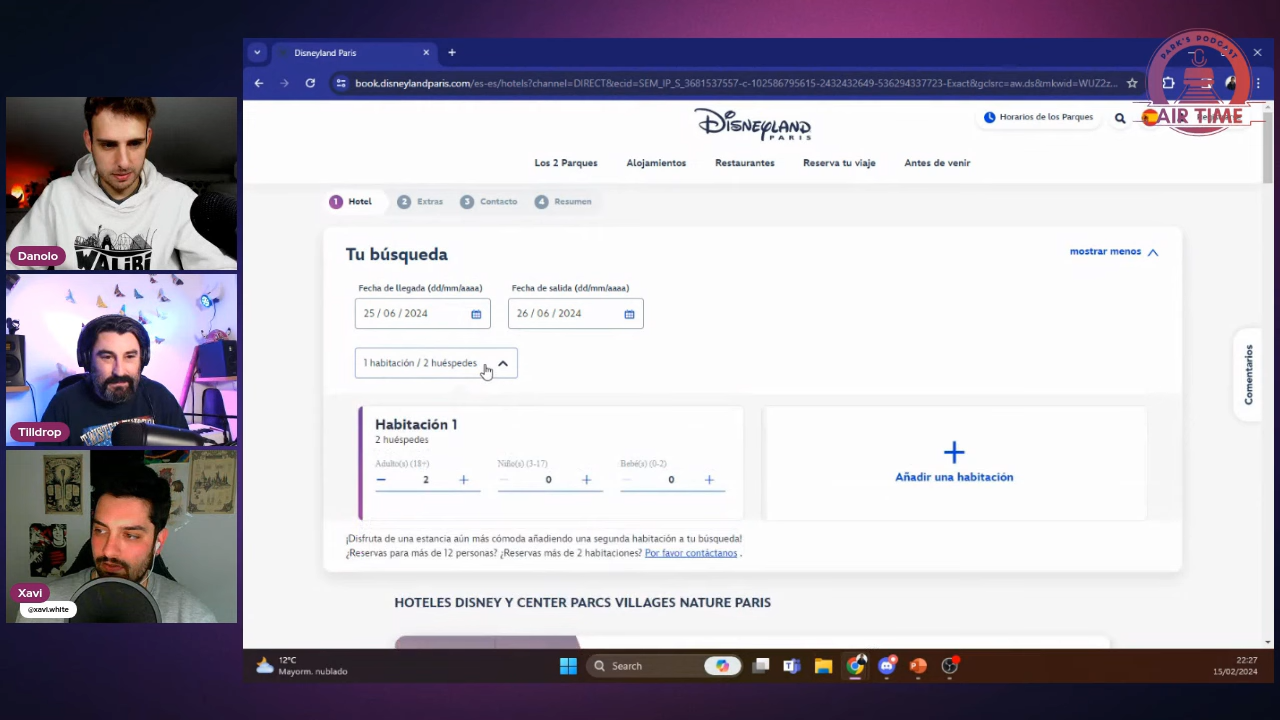 Disneyland Paris
book.disneylandparis.com/es-es/hotels?channel=DIRECT&ecid=SEM_IP_S_3681537557-c-102586795615-2432432649-536294337723-Exact&gclsrc=aw.ds&mkwid=WUZ2z...
PARK'S PODCAST
AIR TIME
DISNEYLAND
PARIS
Horarios de los Parques
Los 2 Parques Alojamientos Restaurantes Reserva tu viaje Antes de venir
1 Hotel 2 Extras 3 Contacto 4 Resumen
Tu búsqueda
mostrar menos
Fecha de llegada (dd/mm/aaaa) Fecha de salida (dd/mm/aaaa)
25 / 06 / 2024 26 / 06 / 2024
1 habitación / 2 huéspedes
Habitación 1
2 huéspedes
Adulto(s) (18+) Niño(s) (3-17) Bebé(s) (0-2)
− 2 + − 0 + − 0 +
+
Añadir una habitación
¡Disfruta de una estancia aún más cómoda añadiendo una segunda habitación a tu búsqueda!
¿Reservas para más de 12 personas? ¿Reservas más de 2 habitaciones? Por favor contáctanos .
HOTELES DISNEY Y CENTER PARCS VILLAGES NATURE PARIS
Comentarios
12°C
Mayorm. nublado
Search
22:27
15/02/2024
WALIBI
Danolo
Tilldrop
Xavi
@xavi.white